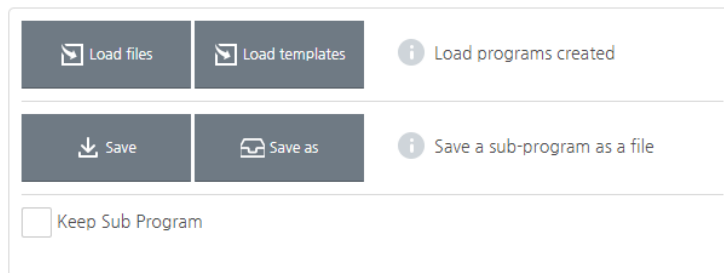 Load files
Load templates
Load programs created
Save
Save as
Save a sub-program as a file
Keep Sub Program